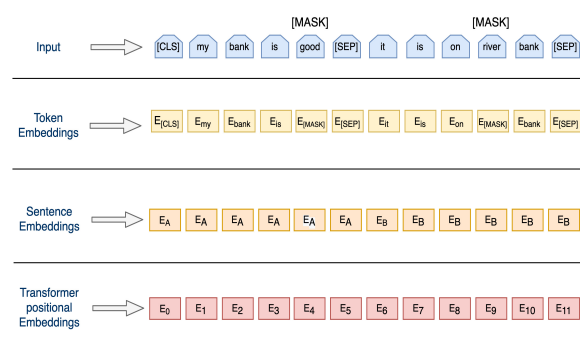 [MASK] [MASK]
Input [CLS] my bank is good [SEP] it is on river bank [SEP]
Token Embeddings E[CLS] Emy Ebank Eis E[MASK] E[SEP] Eit Eis Eon E[MASK] Ebank E[SEP]
Sentence Embeddings EA EA EA EA EA EA EB EB EB EB EB EB
Transformer positional Embeddings E0 E1 E2 E3 E4 E5 E6 E7 E8 E9 E10 E11